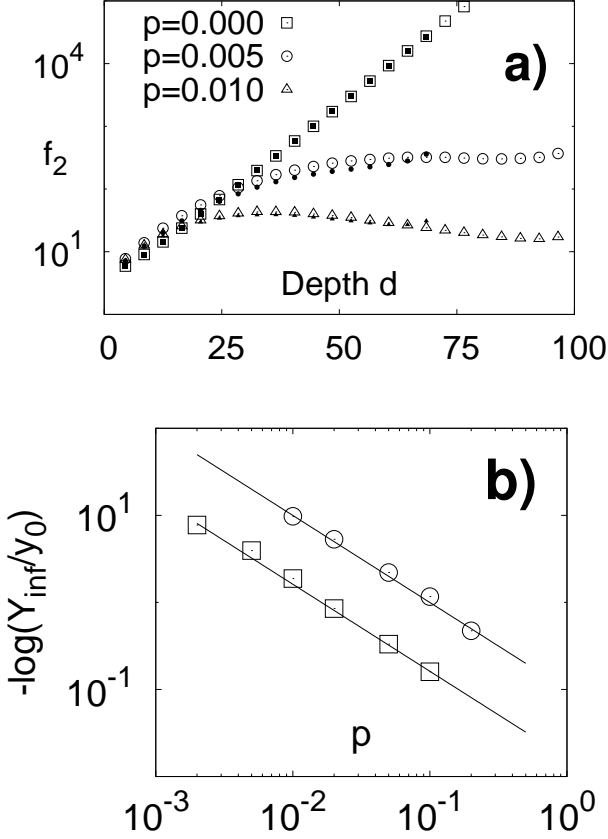 p=0.000
p=0.005
p=0.010
a)
10^4
f_2
10^1
Depth d
0 25 50 75 100
b)
10^1
-log(Y_inf/y_0)
10^-1
p
10^-3 10^-2 10^-1 10^0